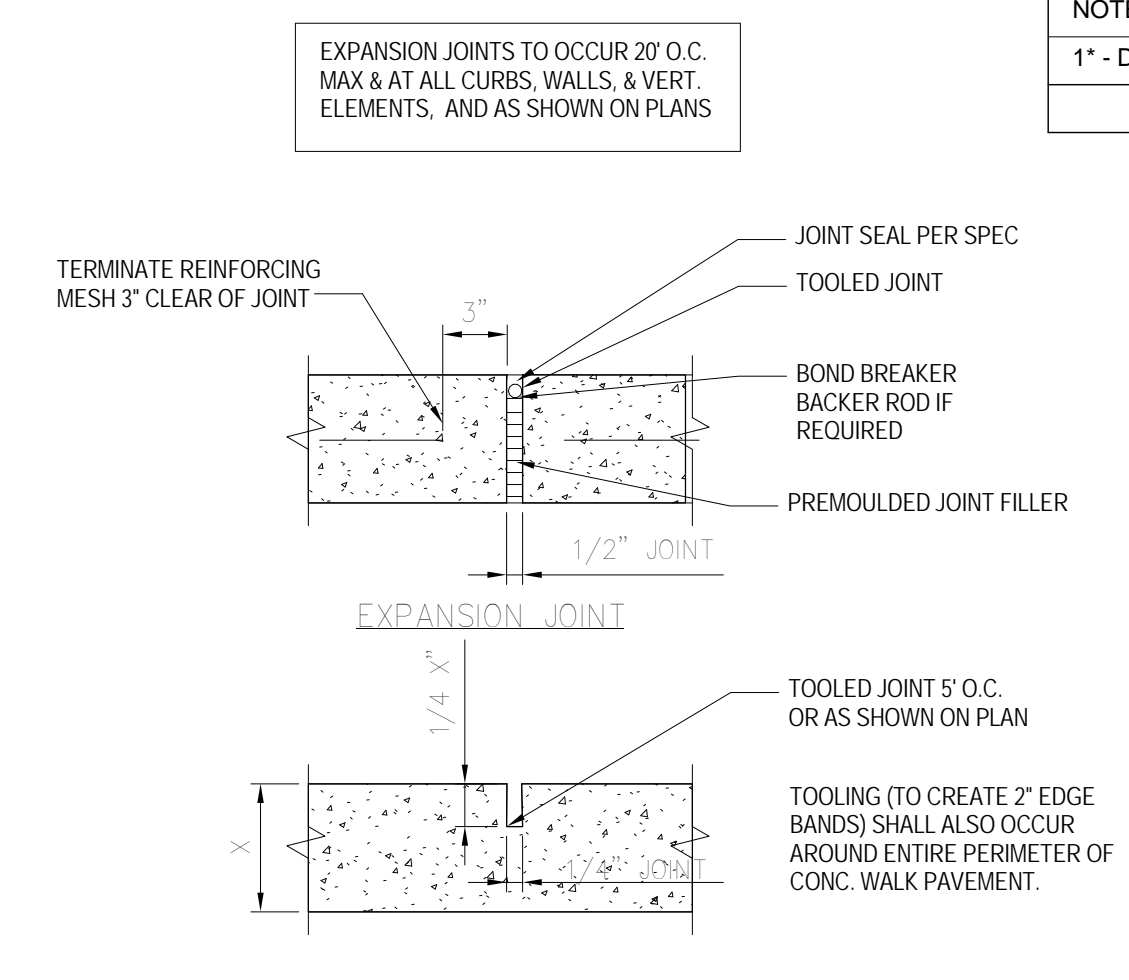 NOTE
1* - D
EXPANSION JOINTS TO OCCUR 20' O.C.
MAX & AT ALL CURBS, WALLS, & VERT.
ELEMENTS, AND AS SHOWN ON PLANS
JOINT SEAL PER SPEC
TERMINATE REINFORCING
MESH 3" CLEAR OF JOINT
TOOLED JOINT
3"
BOND BREAKER
BACKER ROD IF
REQUIRED
PREMOULDED JOINT FILLER
1/2" JOINT
EXPANSION JOINT
1/4 X"
TOOLED JOINT 5' O.C.
OR AS SHOWN ON PLAN
X
TOOLING (TO CREATE 2" EDGE
BANDS) SHALL ALSO OCCUR
AROUND ENTIRE PERIMETER OF
CONC. WALK PAVEMENT.
1/4" JOINT